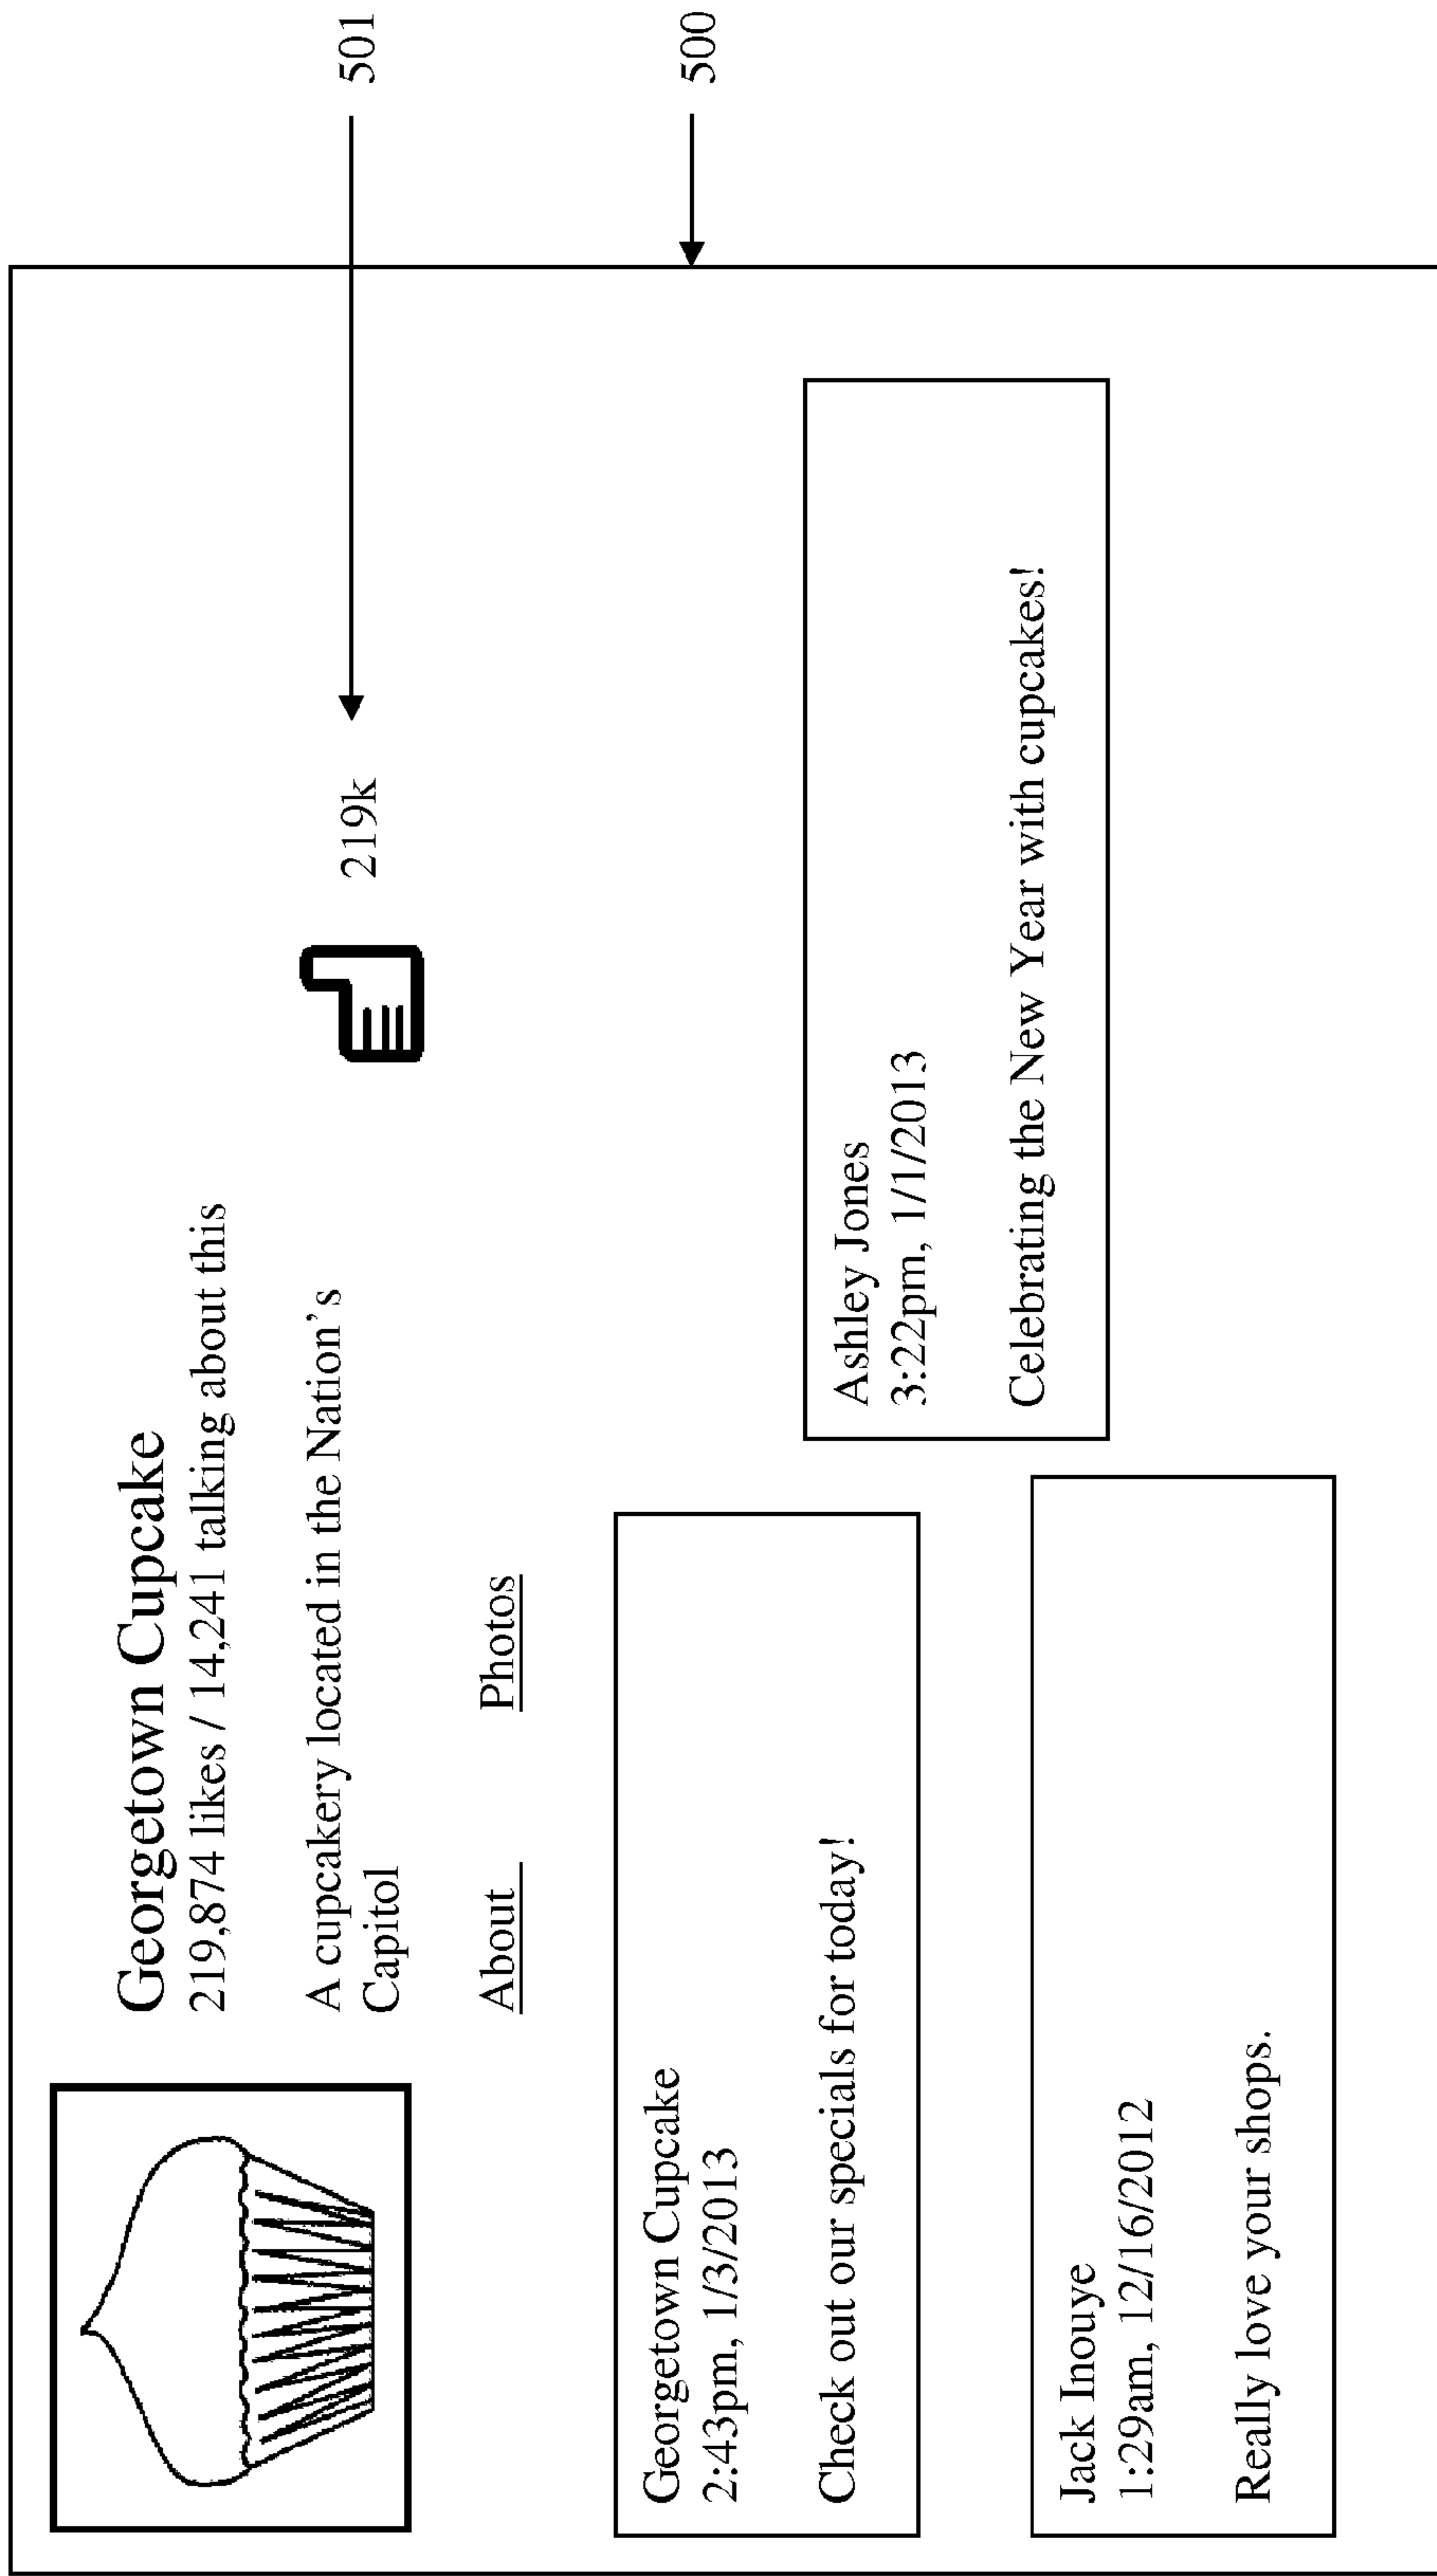 Georgetown Cupcake
219,874 likes / 14,241 talking about this
A cupcakery located in the Nation's
Capitol
219k
501
About
Photos
500
Georgetown Cupcake
2:43pm, 1/3/2013
Check out our specials for today!
Ashley Jones
3:22pm, 1/1/2013
Celebrating the New Year with cupcakes!
Jack Inouye
1:29am, 12/16/2012
Really love your shops.